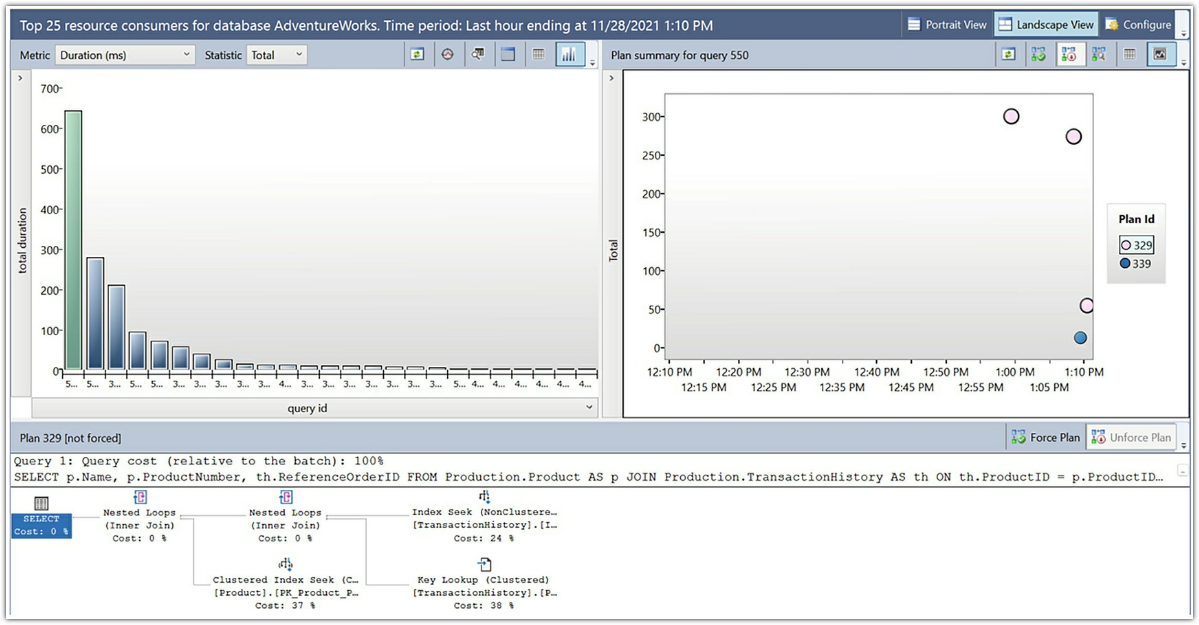 Top 25 resource consumers for database AdventureWorks. Time period: Last hour ending at 11/28/2021 1:10 PM
Portrait View
Landscape View
Configure
Metric Duration (ms) Statistic Total
Plan summary for query 550
total duration
700
600
500
400
300
200
100
0
5... 5... 3... 5... 5... 3... 3... 3... 3... 3... 4... 3... 3... 3... 3... 3... 3... 3... 5... 4... 4... 4... 4... 4... 4...
query id
Total
300
250
200
150
100
50
0
12:10 PM 12:20 PM 12:30 PM 12:40 PM 12:50 PM 1:00 PM 1:10 PM
12:15 PM 12:25 PM 12:35 PM 12:45 PM 12:55 PM 1:05 PM
Plan Id
329
339
Plan 329 [not forced]
Force Plan
Unforce Plan
Query 1: Query cost (relative to the batch): 100%
SELECT p.Name, p.ProductNumber, th.ReferenceOrderID FROM Production.Product AS p JOIN Production.TransactionHistory AS th ON th.ProductID = p.ProductID...
SELECT
Cost: 0 %
Nested Loops
(Inner Join)
Cost: 0 %
Nested Loops
(Inner Join)
Cost: 0 %
Index Seek (NonClustere...
[TransactionHistory].[I...
Cost: 24 %
Clustered Index Seek (C...
[Product].[PK_Product_P...
Cost: 37 %
Key Lookup (Clustered)
[TransactionHistory].[P...
Cost: 38 %